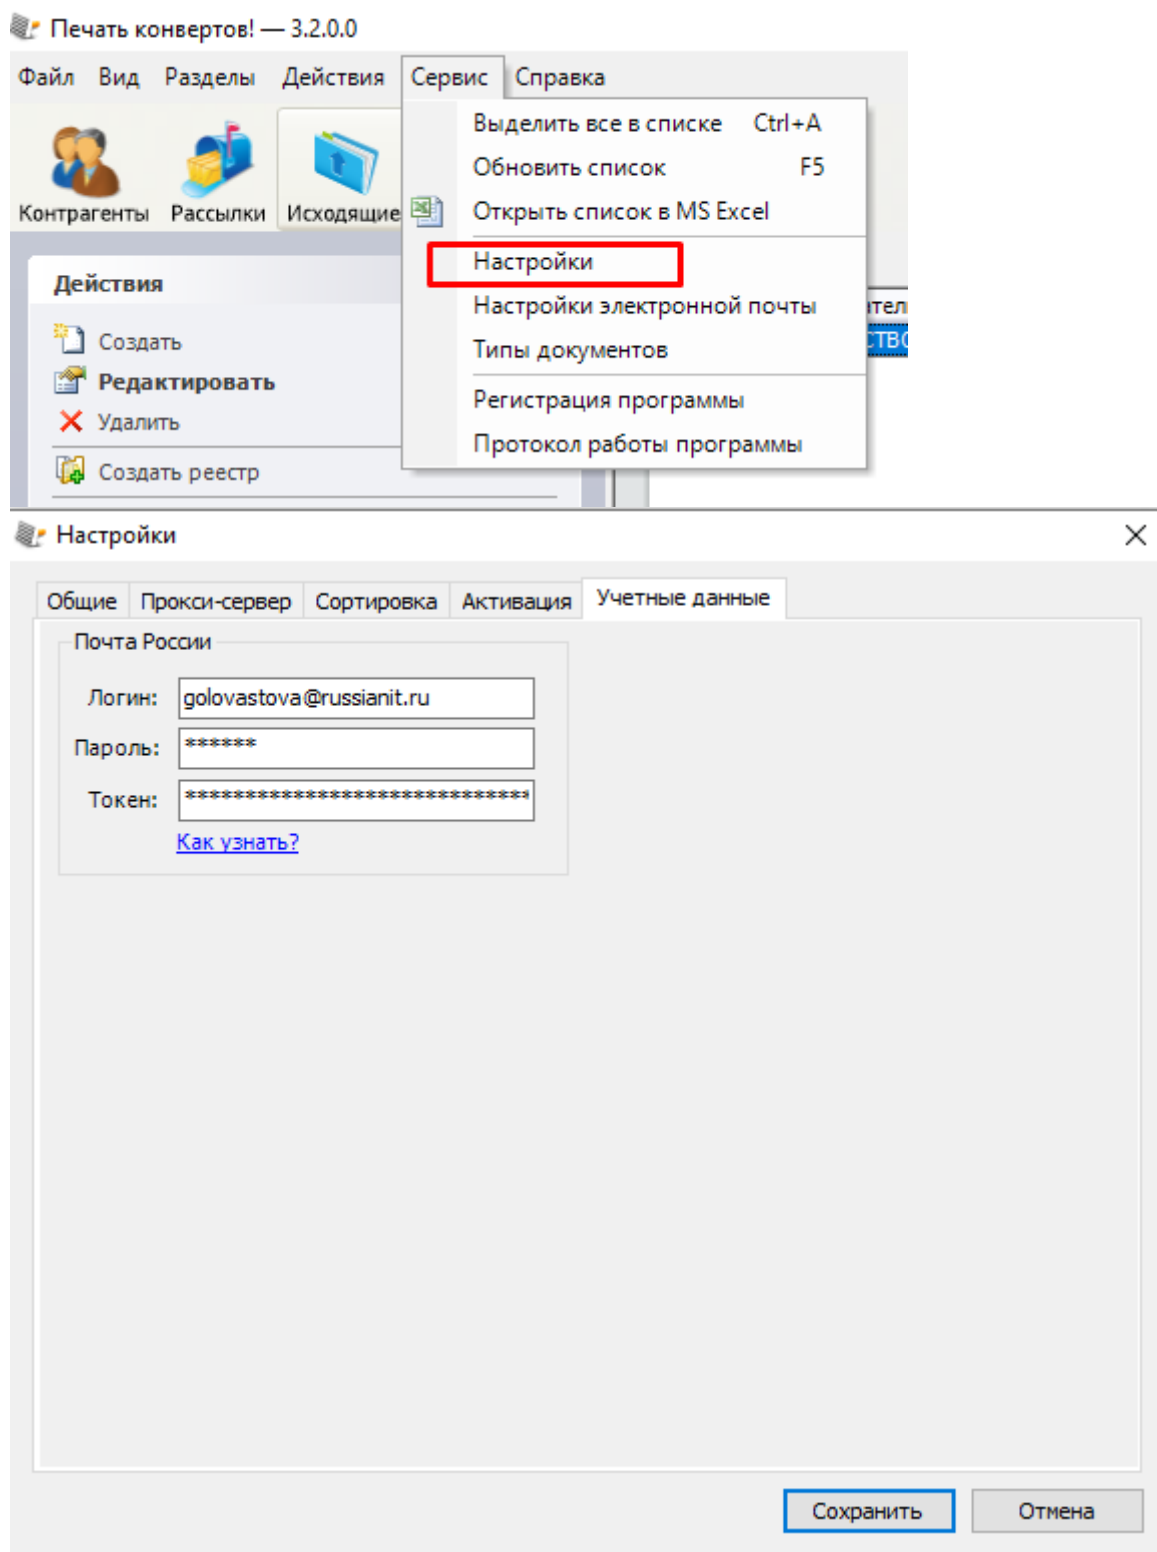 Печать конвертов! — 3.2.0.0
Файл Вид Разделы Действия Сервис Справка
Выделить все в списке Ctrl+A
Обновить список F5
Открыть список в MS Excel
Настройки
Настройки электронной почты
Типы документов
Регистрация программы
Протокол работы программы
Контрагенты Рассылки Исходящие
Действия
Создать
Редактировать
Удалить
Создать реестр
Настройки
Общие Прокси-сервер Сортировка Активация Учетные данные
Почта России
Логин: golovastova@russianit.ru
Пароль: ******
Токен: *****************************
Как узнать?
Сохранить Отмена